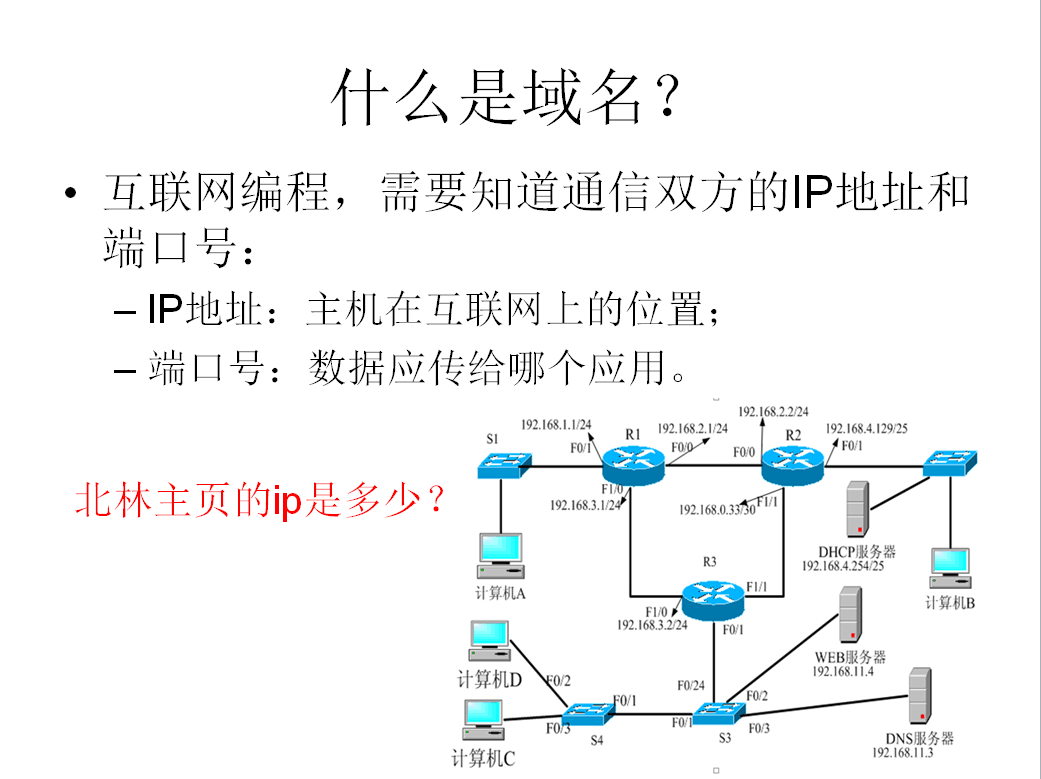 什么是域名？
• 互联网编程，需要知道通信双方的IP地址和
端口号：
– IP地址：主机在互联网上的位置；
– 端口号：数据应传给哪个应用。
北林主页的ip是多少？
192.168.2.2/24
192.168.1.1/24
192.168.2.1/24
192.168.4.129/25
S1
R1
R2
F0/1
F0/0
F0/0
F0/1
F1/0
192.168.3.1/24
F1/1
192.168.0.33/30
DHCP服务器
192.168.4.254/25
R3
计算机A
F1/1
计算机B
F1/0
192.168.3.2/24
F0/1
WEB服务器
192.168.11.4
计算机D
F0/2
F0/24
F0/1
F0/2
F0/3
F0/1
F0/3
S4
S3
DNS服务器
192.168.11.3
计算机C